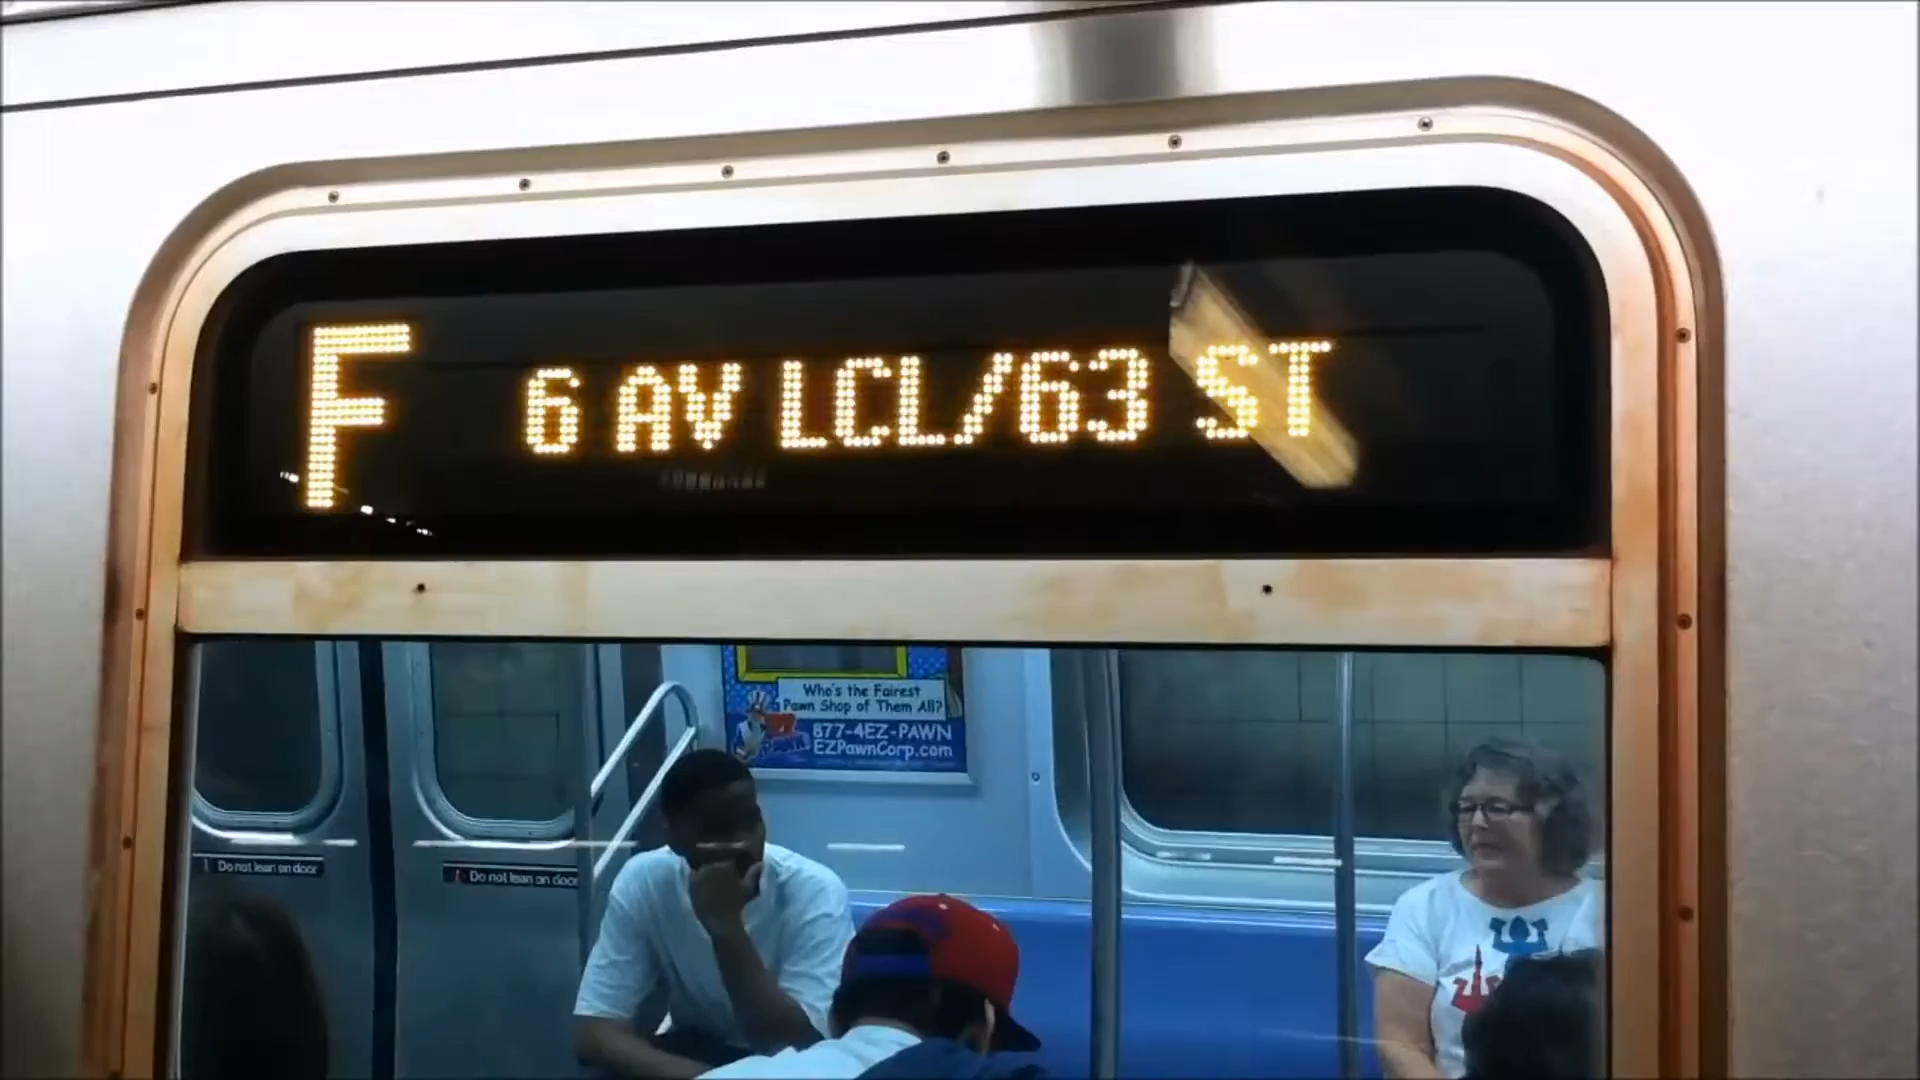 F 6 AV LCL/63 ST
Who's the Fairest
Pawn Shop of Them All?
877-4EZ-PAWN
EZPawnCorp.com
Do not lean on door
Do not lean on door